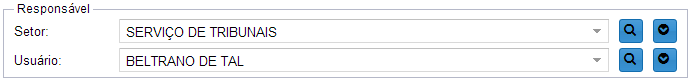 Responsável
Setor: SERVIÇO DE TRIBUNAIS
Usuário: BELTRANO DE TAL